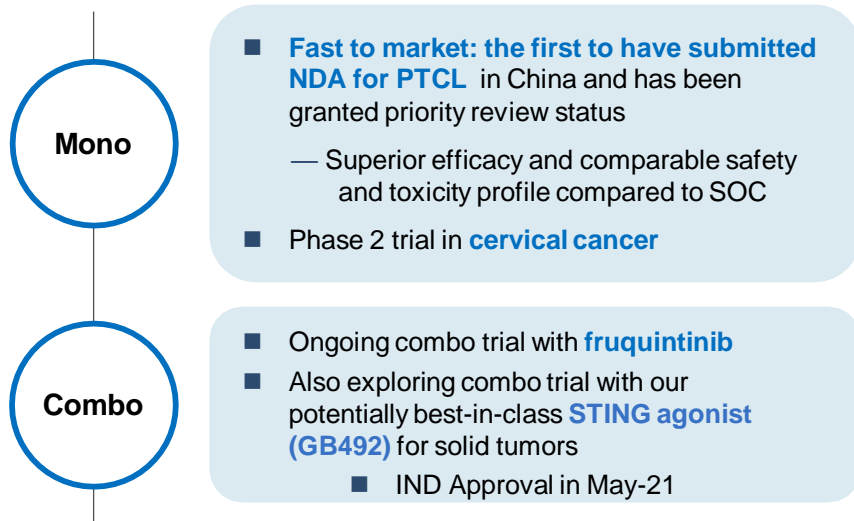 Mono
■ Fast to market: the first to have submitted
NDA for PTCL in China and has been
granted priority review status
— Superior efficacy and comparable safety
and toxicity profile compared to SOC
■ Phase 2 trial in cervical cancer
Combo
■ Ongoing combo trial with fruquintinib
■ Also exploring combo trial with our
potentially best-in-class STING agonist
(GB492) for solid tumors
■ IND Approval in May-21